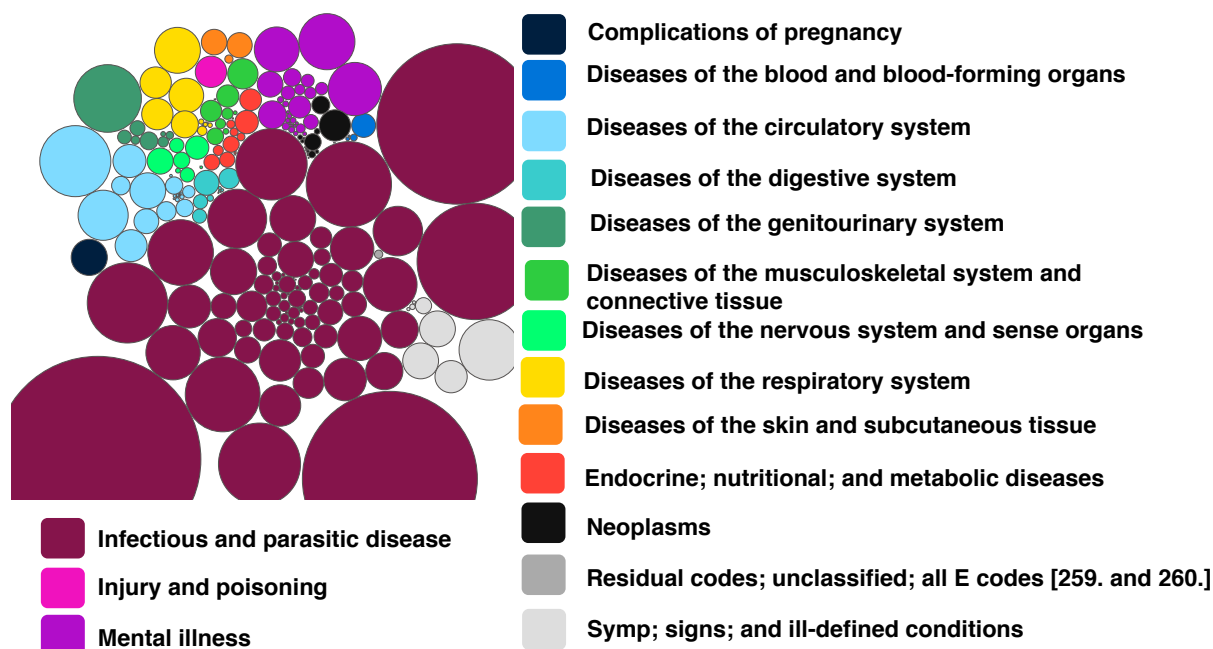 Complications of pregnancy
Diseases of the blood and blood-forming organs
Diseases of the circulatory system
Diseases of the digestive system
Diseases of the genitourinary system
Diseases of the musculoskeletal system and
connective tissue
Diseases of the nervous system and sense organs
Diseases of the respiratory system
Diseases of the skin and subcutaneous tissue
Endocrine; nutritional; and metabolic diseases
Neoplasms
Residual codes; unclassified; all E codes [259. and 260.]
Symp; signs; and ill-defined conditions
Infectious and parasitic disease
Injury and poisoning
Mental illness